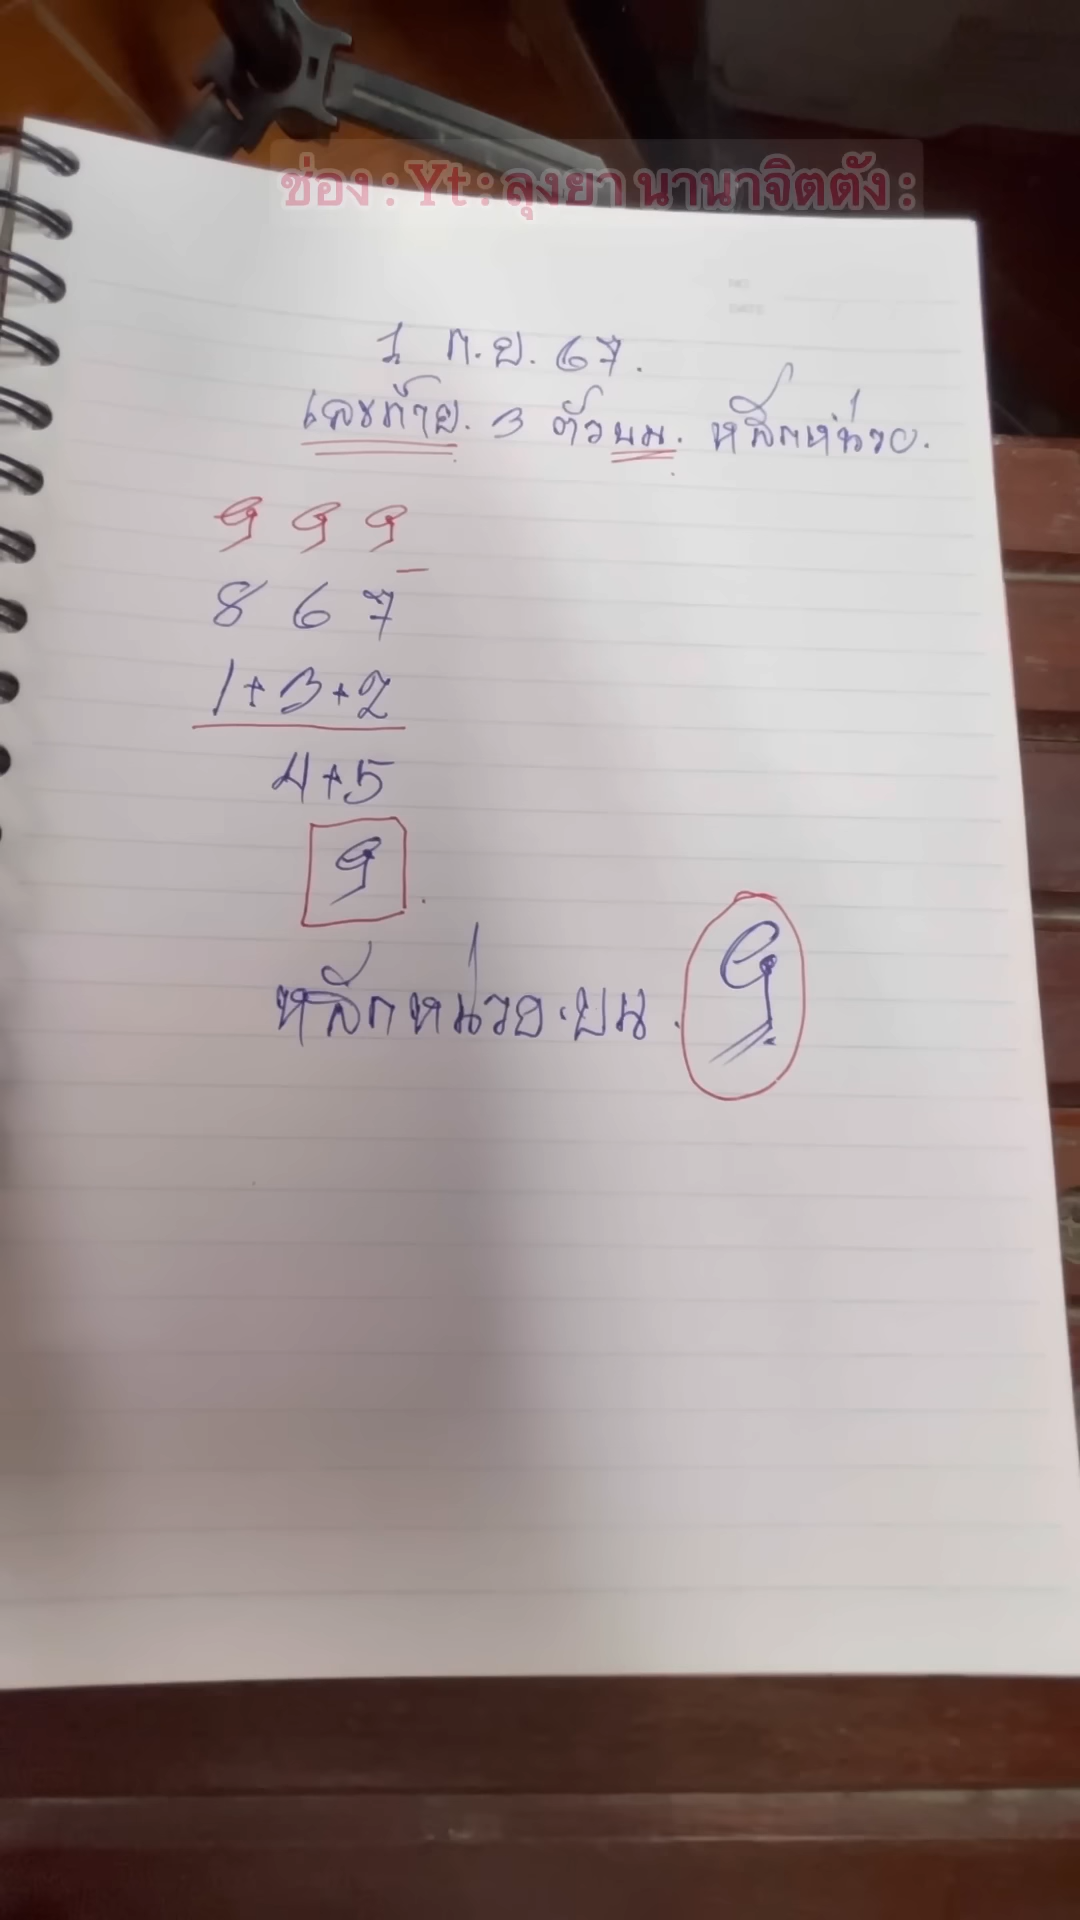 ช่อง : Yt : ลุงยา นานาจิตตัง :
1 ก.ย. 67.
เลขท้าย. 3 ตัวบน. หลักหน่วย.
9 9 9
8 6 7
1+3+2
4+5
9
หลักหน่วย.บน. 9